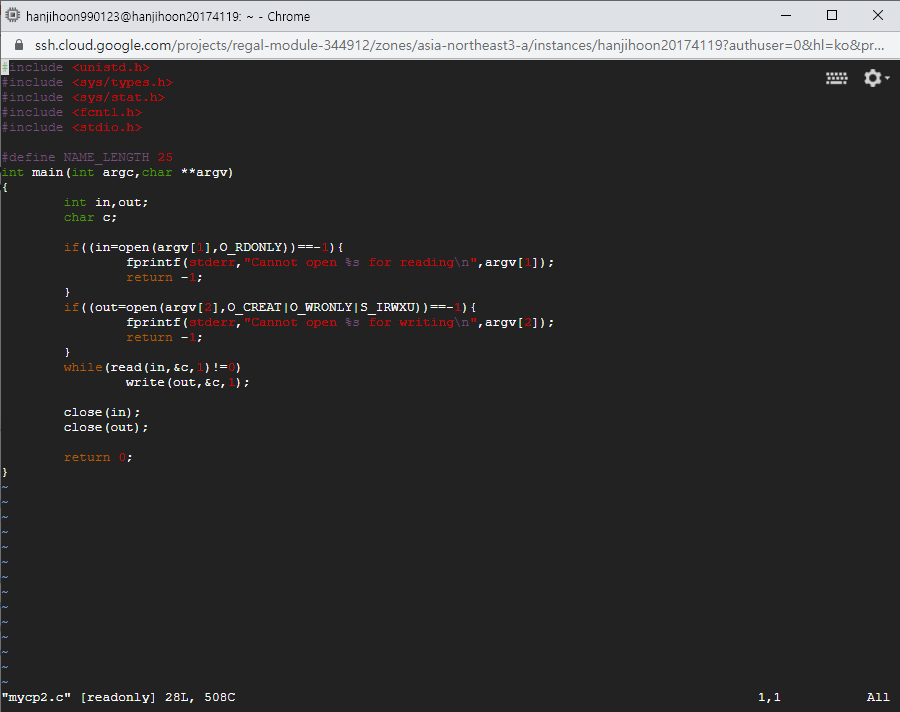 hanjihoon990123@hanjihoon20174119: ~ - Chrome
ssh.cloud.google.com/projects/regal-module-344912/zones/asia-northeast3-a/instances/hanjihoon20174119?authuser=0&hl=ko&pr...
#include <unistd.h>
#include <sys/types.h>
#include <sys/stat.h>
#include <fcntl.h>
#include <stdio.h>

#define NAME_LENGTH 25
int main(int argc,char **argv)
{
        int in,out;
        char c;

        if((in=open(argv[1],O_RDONLY))==-1){
                fprintf(stderr,"Cannot open %s for reading\n",argv[1]);
                return -1;
        }
        if((out=open(argv[2],O_CREAT|O_WRONLY|S_IRWXU))==-1){
                fprintf(stderr,"Cannot open %s for writing\n",argv[2]);
                return -1;
        }
        while(read(in,&c,1)!=0)
                write(out,&c,1);

        close(in);
        close(out);

        return 0;
}
~
~
~
~
~
~
~
~
~
~
~
~
~
~
"mycp2.c" [readonly] 28L, 508C 1,1 All